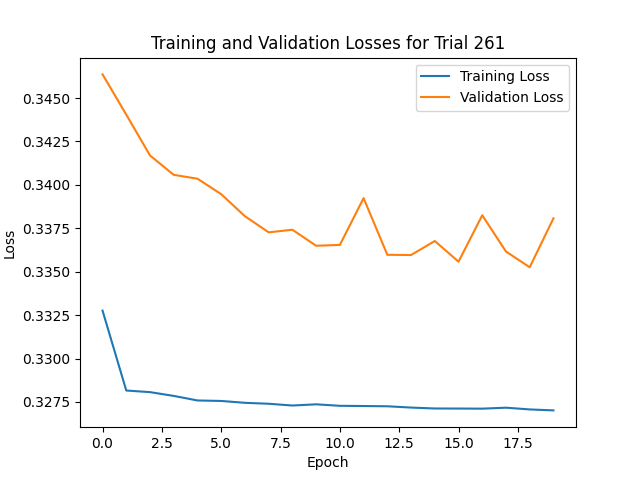 Training and Validation Losses for Trial 261
Training Loss
Validation Loss
0.3450
0.3425
0.3400
0.3375
0.3350
0.3325
0.3300
0.3275
Loss
0.0 2.5 5.0 7.5 10.0 12.5 15.0 17.5
Epoch